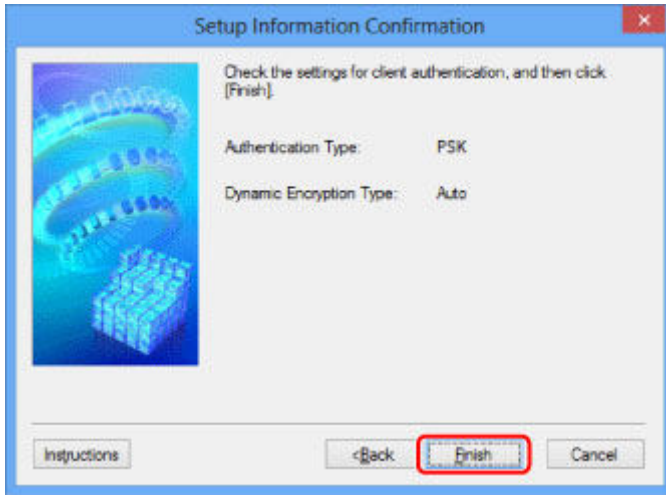 Setup Information Confirmation
Check the settings for client authentication, and then click
[Finish].
Authentication Type: PSK
Dynamic Encryption Type: Auto
Instructions <Back Finish Cancel